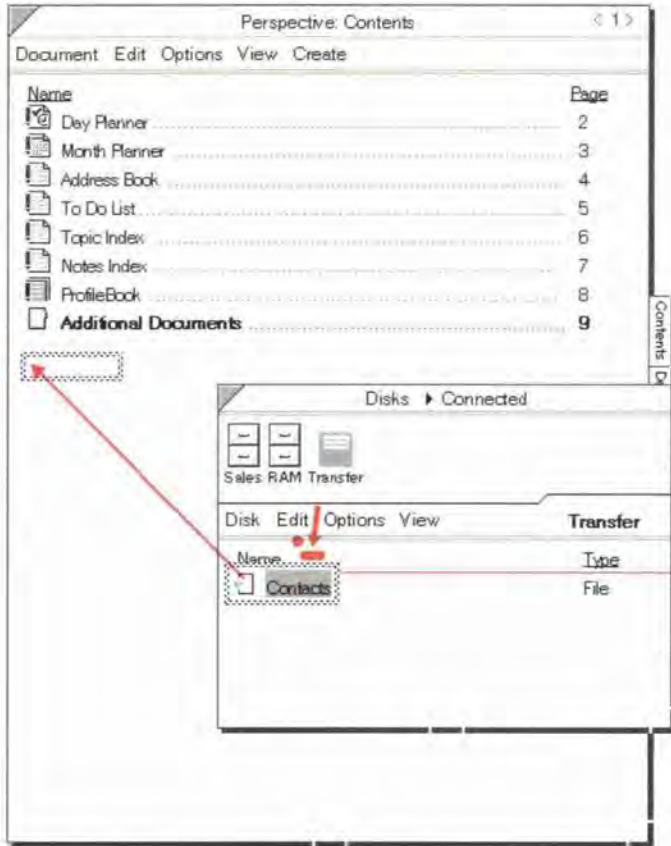 Perspective: Contents < 1 >
Document Edit Options View Create
Name Page
Day Planner 2
Month Planner 3
Address Book 4
To Do List 5
Topic Index 6
Notes Index 7
ProfileBook 8
Additional Documents 9
Contents
Disks ▸ Connected
Sales RAM Transfer
Disk Edit Options View Transfer
Name Type
Contacts File